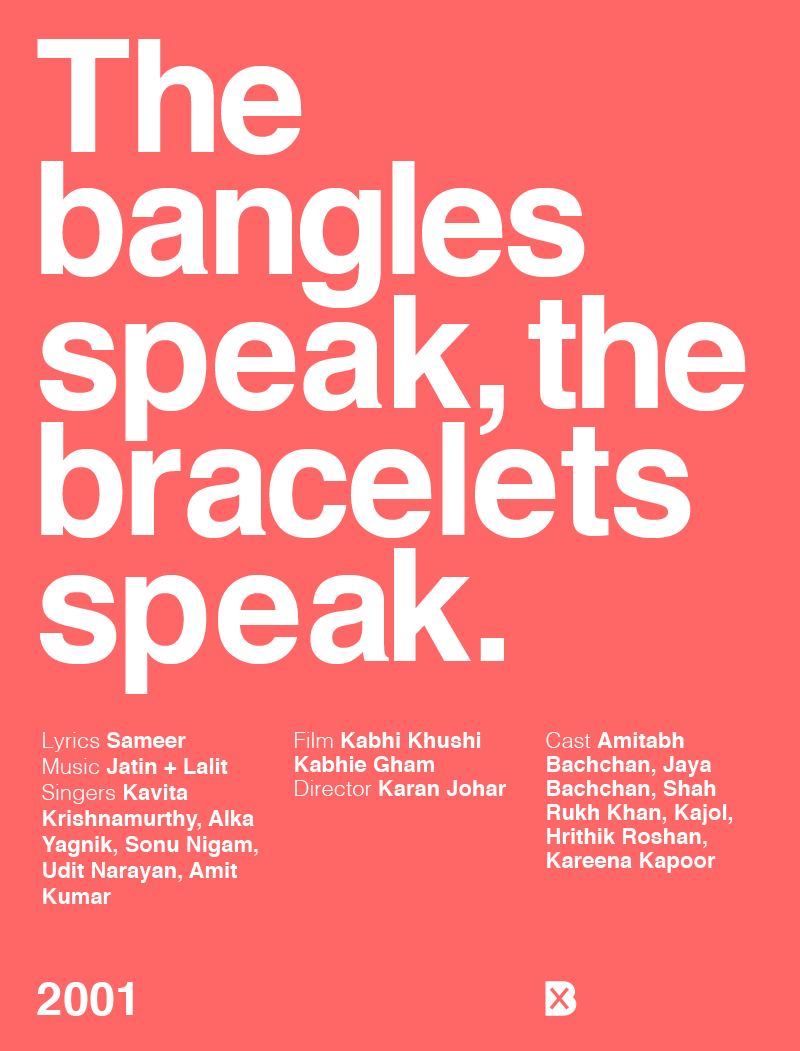 The
bangles
speak, the
bracelets
speak.
Lyrics Sameer
Music Jatin + Lalit
Singers Kavita
Krishnamurthy, Alka
Yagnik, Sonu Nigam,
Udit Narayan, Amit
Kumar
Film Kabhi Khushi
Kabhie Gham
Director Karan Johar
Cast Amitabh
Bachchan, Jaya
Bachchan, Shah
Rukh Khan, Kajol,
Hrithik Roshan,
Kareena Kapoor
2001
BX